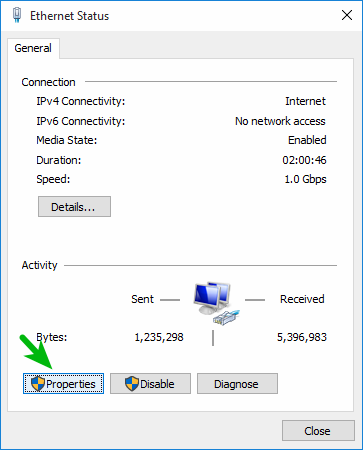 Ethernet Status
General
Connection
IPv4 Connectivity: Internet
IPv6 Connectivity: No network access
Media State: Enabled
Duration: 02:00:46
Speed: 1.0 Gbps
Details...
Activity
Sent Received
Bytes: 1,235,298 5,396,983
Properties Disable Diagnose
Close